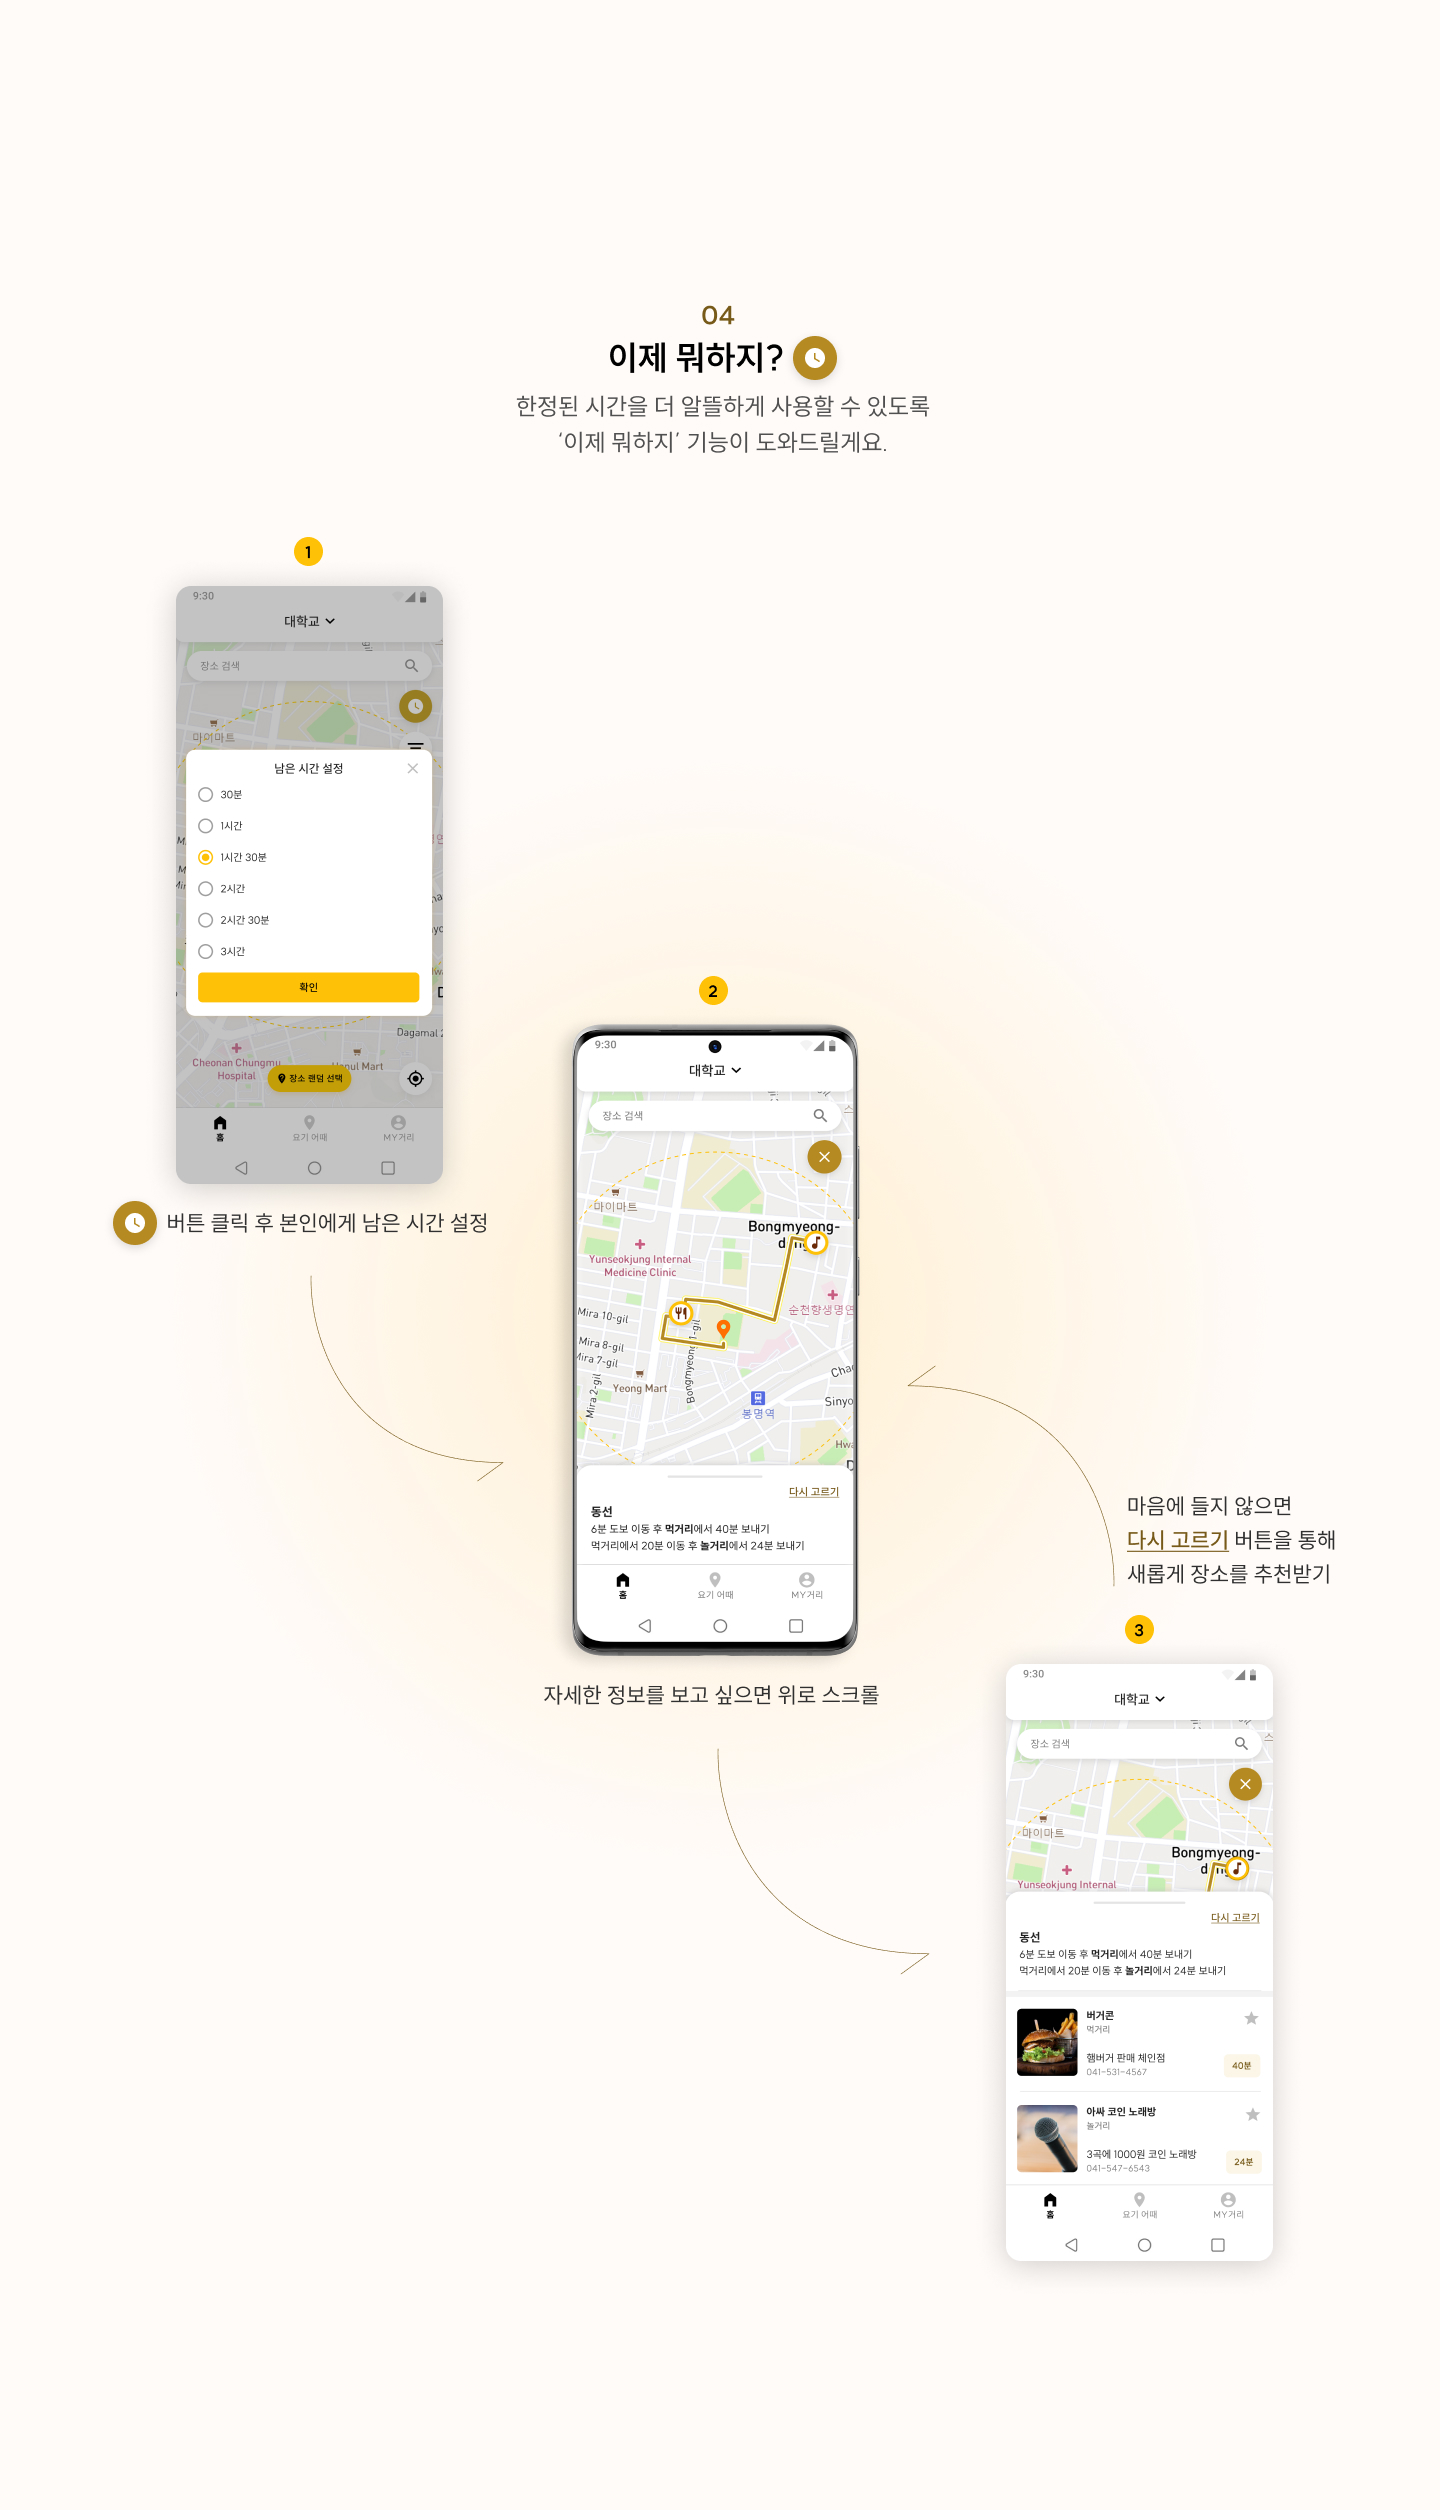 04
이제 뭐하지?
한정된 시간을 더 알뜰하게 사용할 수 있도록
‘이제 뭐하지’ 기능이 도와드릴게요.
1
9:30
대학교
장소 검색
마이마트
남은 시간 설정
30분
1시간
1시간 30분
2시간
2시간 30분
3시간
확인
Dagamal 2
Cheonan Chungmu
Hospital
Mart
장소 랜덤 선택
홈
요기 어때
MY거리
버튼 클릭 후 본인에게 남은 시간 설정
2
9:30
대학교
장소 검색
마이마트
Bongmyeong-
Yunseokjung Internal
Medicine Clinic
순천향생명연
Mira 10-gil
Mira 8-gil
Mira 7-gil
Mira 2-gil
Bongmyeong 1-gil
Yeong Mart
봉명역
Chao
Sinyo
Hwa
다시 고르기
동선
6분 도보 이동 후 먹거리에서 40분 보내기
먹거리에서 20분 이동 후 놀거리에서 24분 보내기
홈
요기 어때
MY거리
자세한 정보를 보고 싶으면 위로 스크롤
마음에 들지 않으면
다시 고르기 버튼을 통해
새롭게 장소를 추천받기
3
9:30
대학교
장소 검색
마이마트
Bongmyeong-
Yunseokjung Internal
다시 고르기
동선
6분 도보 이동 후 먹거리에서 40분 보내기
먹거리에서 20분 이동 후 놀거리에서 24분 보내기
버거콘
먹거리
햄버거 판매 체인점
041-531-4567
40분
아싸 코인 노래방
놀거리
3곡에 1000원 코인 노래방
041-547-6543
24분
홈
요기 어때
MY거리